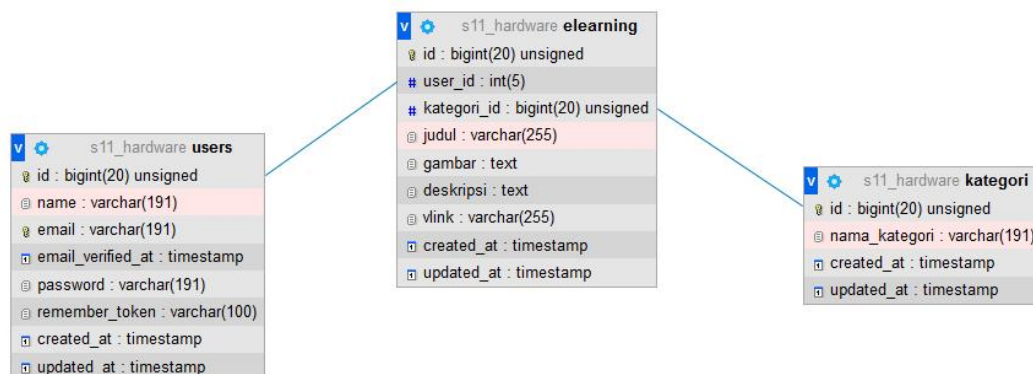 v s11_hardware elearning
id : bigint(20) unsigned
# user_id : int(5)
# kategori_id : bigint(20) unsigned
judul : varchar(255)
gambar : text
deskripsi : text
vlink : varchar(255)
created_at : timestamp
updated_at : timestamp
v s11_hardware users
id : bigint(20) unsigned
name : varchar(191)
email : varchar(191)
email_verified_at : timestamp
password : varchar(191)
remember_token : varchar(100)
created_at : timestamp
updated_at : timestamp
v s11_hardware kategori
id : bigint(20) unsigned
nama_kategori : varchar(191)
created_at : timestamp
updated_at : timestamp